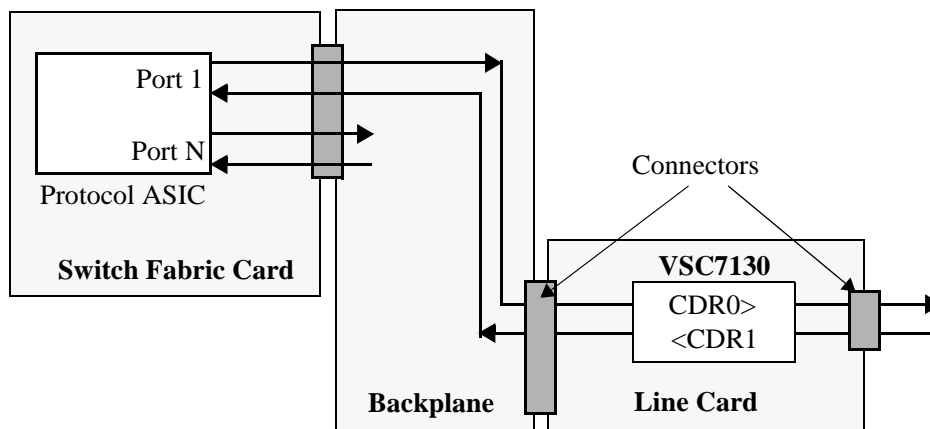 Port 1
Port N
Protocol ASIC
Switch Fabric Card
Connectors
VSC7130
CDR0>
<CDR1
Backplane
Line Card